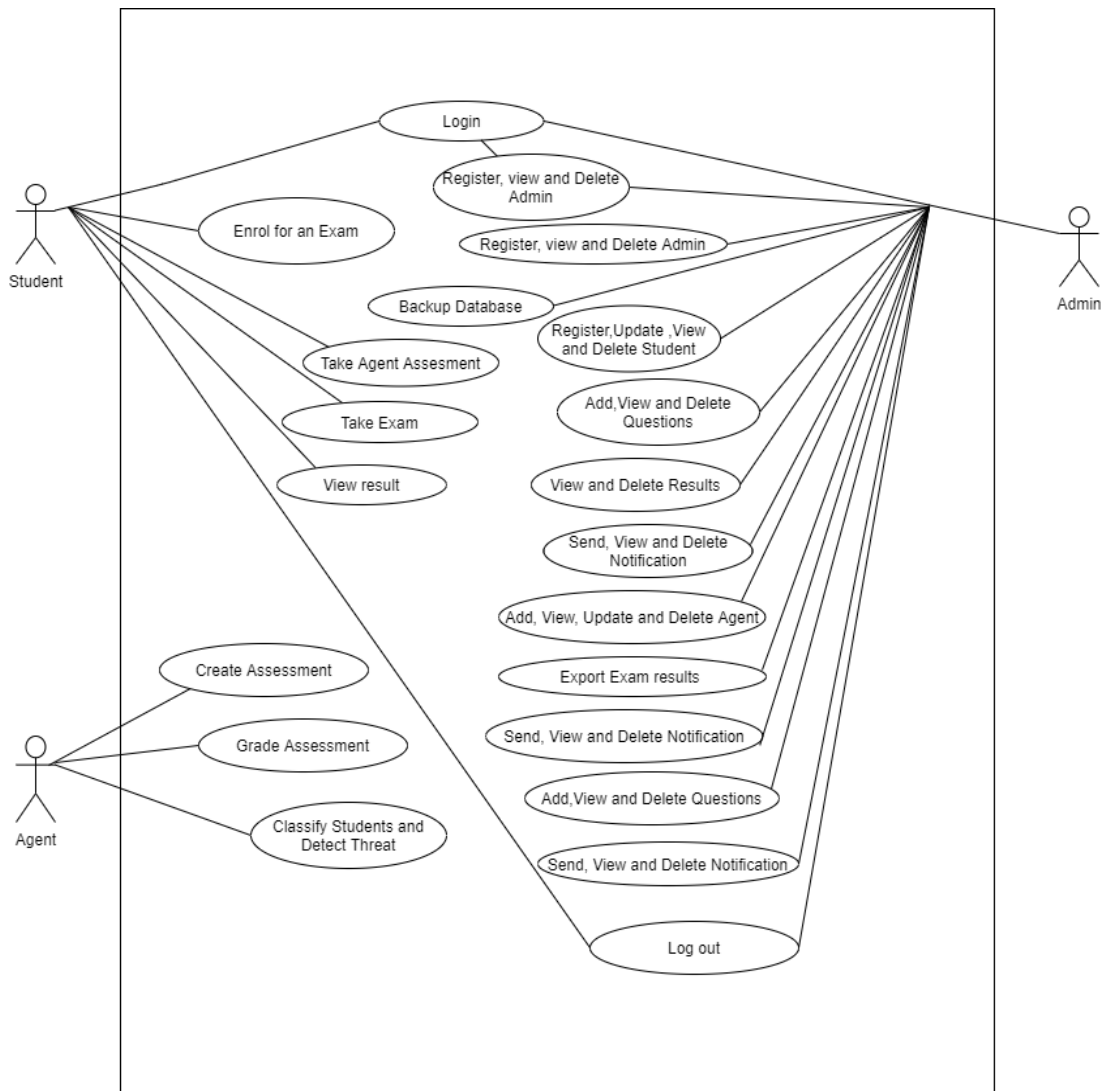 Login
Register, view and Delete
Admin
Enrol for an Exam
Register, view and Delete Admin
Student
Admin
Backup Database
Register,Update ,View
and Delete Student
Take Agent Assesment
Add,View and Delete
Questions
Take Exam
View result
View and Delete Results
Send, View and Delete
Notification
Add, View, Update and Delete Agent
Create Assessment
Export Exam results
Send, View and Delete Notification
Grade Assessment
Add,View and Delete Questions
Classify Students and
Detect Threat
Agent
Send, View and Delete Notification
Log out